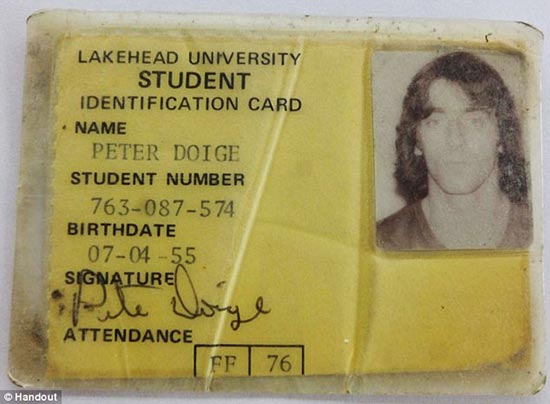 LAKEHEAD UNIVERSITY
STUDENT
IDENTIFICATION CARD
NAME
PETER DOIGE
STUDENT NUMBER
763-087-574
BIRTHDATE
07-04-55
SIGNATURE
Pete Doige
ATTENDANCE
FF 76
© Handout